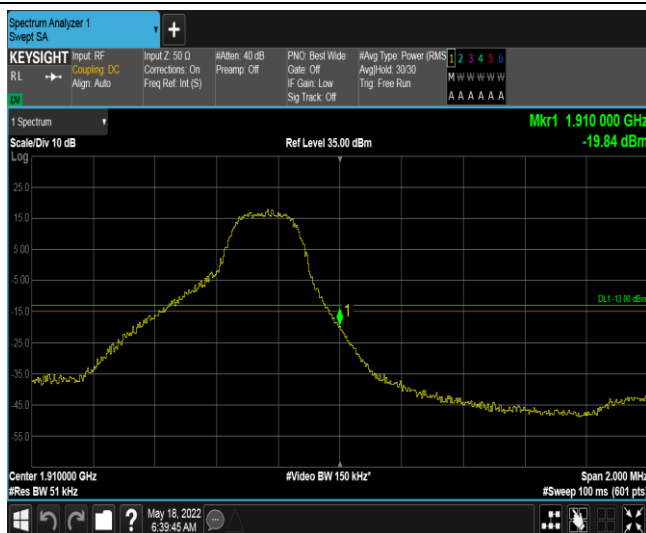 Spectrum Analyzer 1
Swept SA
+
KEYSIGHT
RL
Input: RF
Coupling: DC
Align: Auto
Input Z: 50 Ω
Corrections: On
Freq Ref: Int (S)
#Atten: 40 dB
Preamp: Off
PNO: Best Wide
Gate: Off
IF Gain: Low
Sig Track: Off
#Avg Type: Power (RMS
Avg|Hold: 30/30
Trig: Free Run
1 2 3 4 5 6
M W W W W W
A A A A A A
1 Spectrum
Scale/Div 10 dB
Ref Level 35.00 dBm
Mkr1 1.910 000 GHz
-19.84 dBm
Log
25.0
15.0
5.00
-5.00
-15.0
-25.0
-35.0
-45.0
-55.0
DL1 -13.00 dBm
1
Center 1.910000 GHz
#Video BW 150 kHz*
Span 2.000 MHz
#Res BW 51 kHz
#Sweep 100 ms (601 pts)
?
May 18, 2022
6:39:45 AM